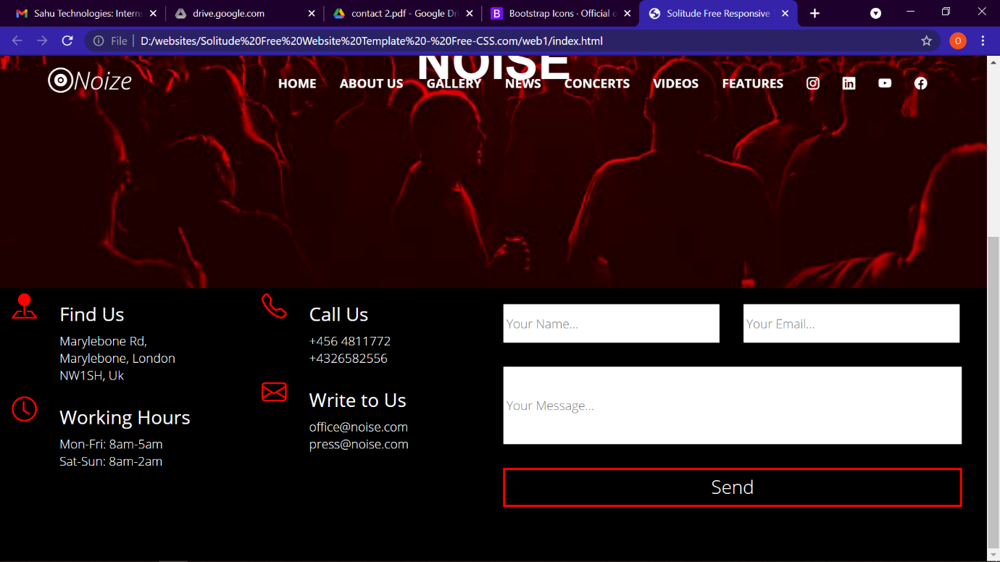 Sahu Technologies: Interns
drive.google.com
contact 2.pdf - Google Dri
Bootstrap Icons · Official o
Solitude Free Responsive T
File
D:/websites/Solitude%20Free%20Website%20Template%20-%20Free-CSS.com/web1/index.html
O
NOISE
Noize
HOME
ABOUT US
GALLERY
NEWS
CONCERTS
VIDEOS
FEATURES
Find Us
Marylebone Rd,
Marylebone, London
NW1SH, Uk
Working Hours
Mon-Fri: 8am-5am
Sat-Sun: 8am-2am
Call Us
+456 4811772
+4326582556
Write to Us
office@noise.com
press@noise.com
Your Name...
Your Email...
Your Message...
Send